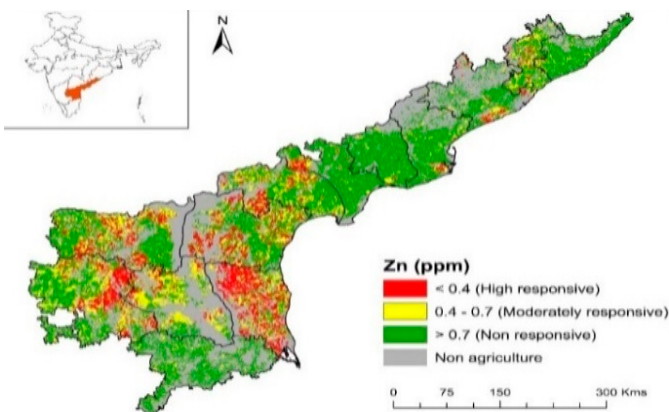 N
Zn (ppm)
< 0.4 (High responsive)
0.4 - 0.7 (Moderately responsive)
> 0.7 (Non responsive)
Non agriculture
0 75 150 300 Kms